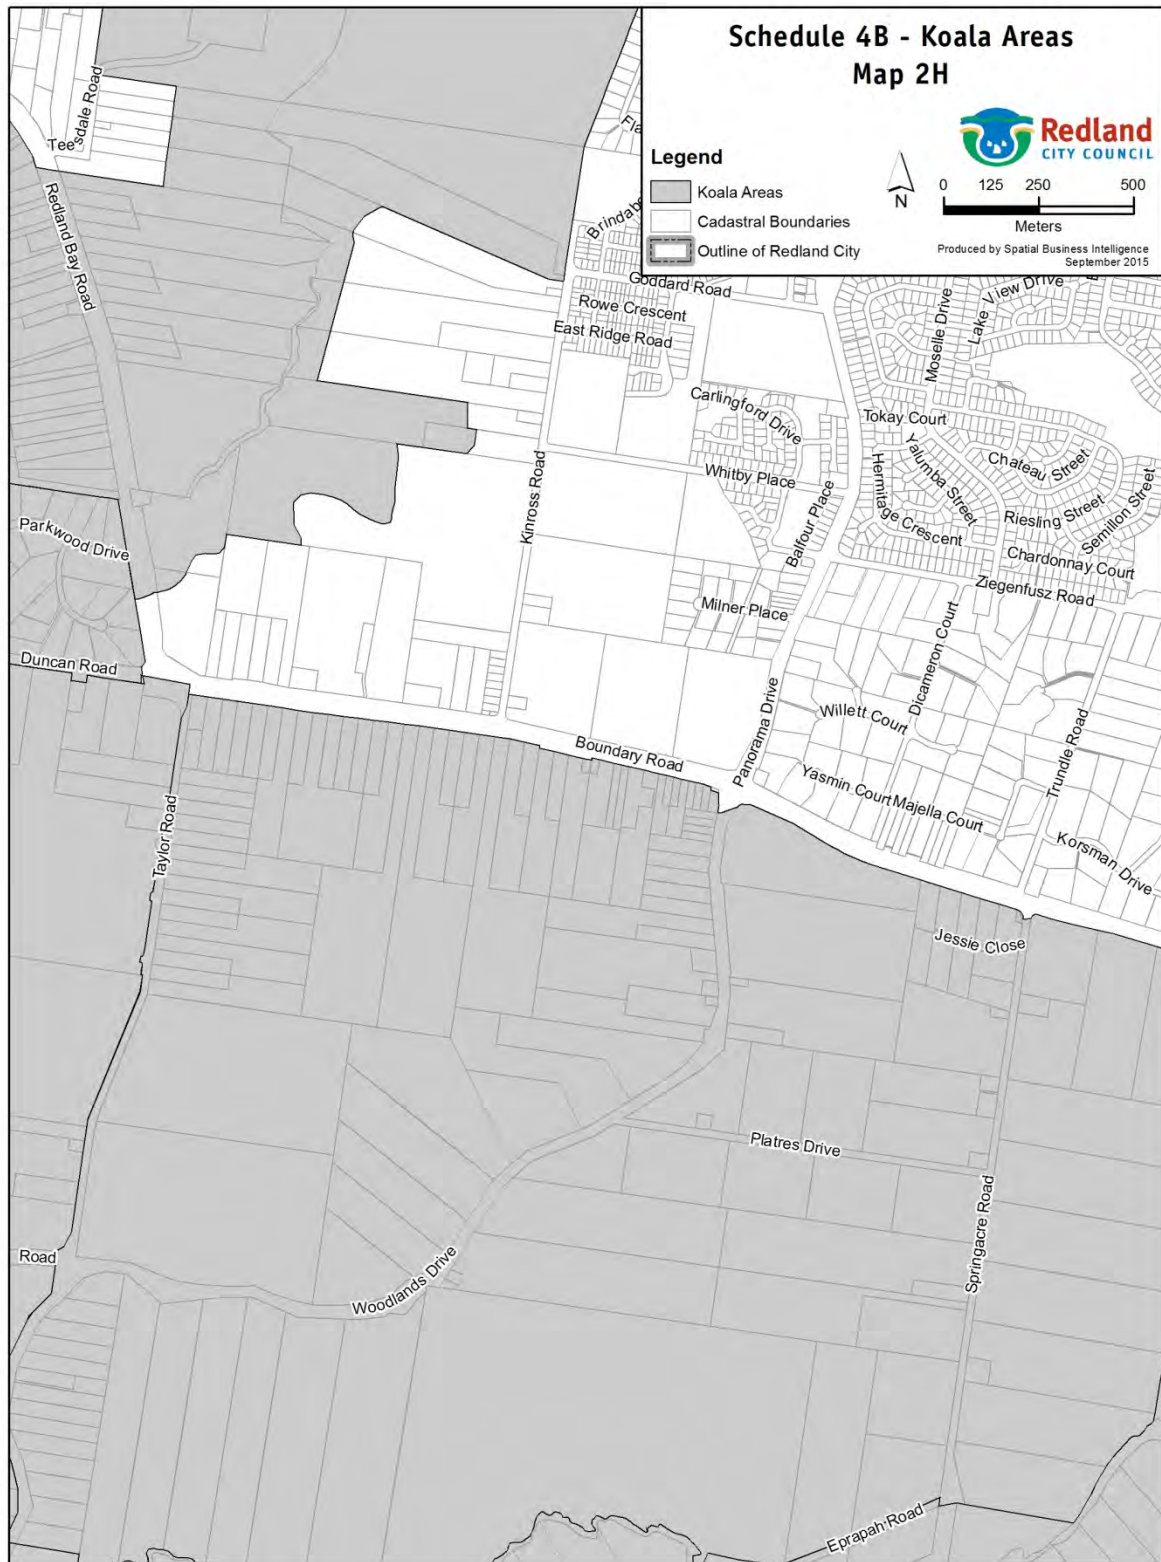 Schedule 4B - Koala Areas
Map 2H
Redland
CITY COUNCIL
Legend
Koala Areas
Cadastral Boundaries
Outline of Redland City
N
0 125 250 500
Meters
Produced by Spatial Business Intelligence
September 2015
Teesdale Road
Redland Bay Road
Goddard Road
Rowe Crescent
East Ridge Road
Moselle Drive
Lake View Drive
Carlingford Drive
Tokay Court
Yalumba Street
Chateau Street
Whitby Place
Hermitage Crescent
Riesling Street
Semillon Street
Kinross Road
Balfour Place
Chardonnay Court
Ziegenfusz Road
Parkwood Drive
Milner Place
Dicameron Court
Duncan Road
Willett Court
Trundle Road
Panorama Drive
Boundary Road
Yasmin Court
Majella Court
Korsman Drive
Taylor Road
Jessie Close
Platres Drive
Springacre Road
Road
Woodlands Drive
Eprapah Road